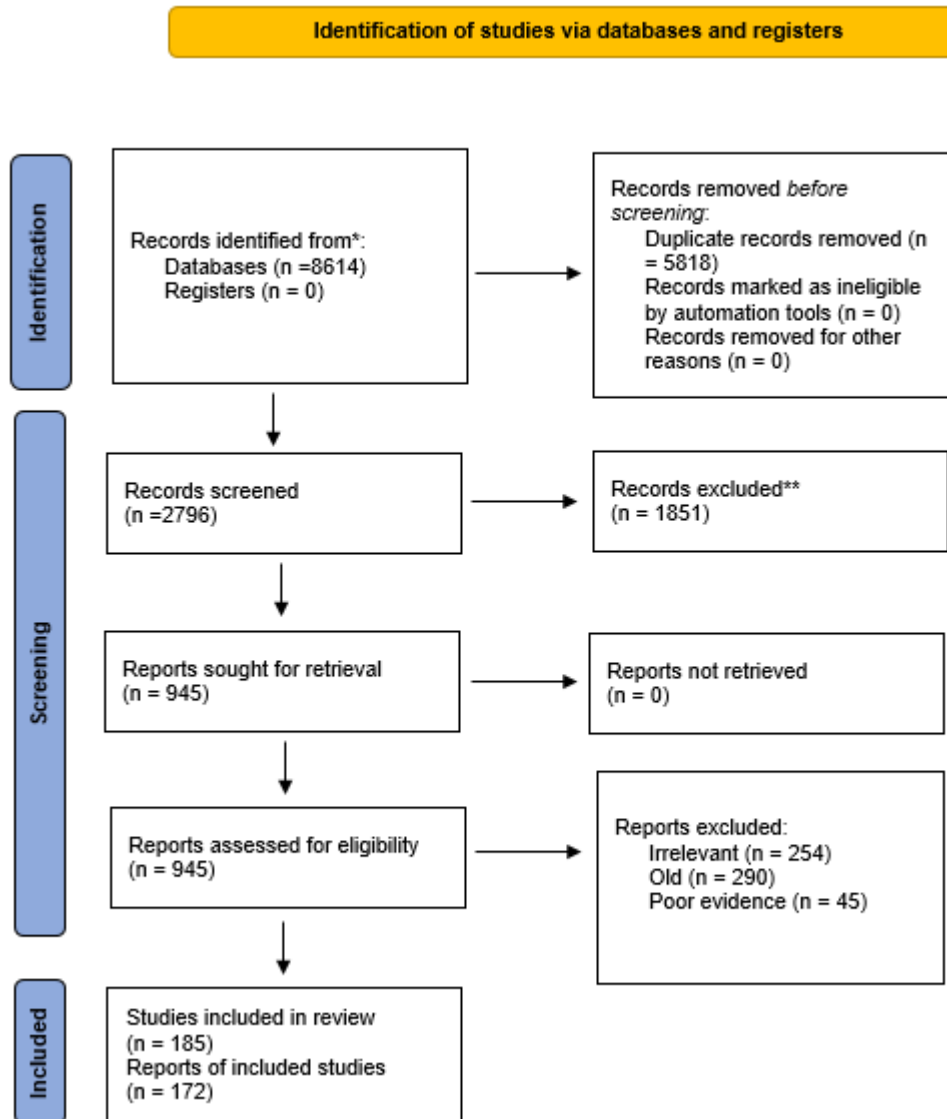 Identification of studies via databases and registers
Identification
Records identified from*:
Databases (n =8614)
Registers (n = 0)
Records removed before
screening:
Duplicate records removed (n
= 5818)
Records marked as ineligible
by automation tools (n = 0)
Records removed for other
reasons (n = 0)
Screening
Records screened
(n =2796)
Records excluded**
(n = 1851)
Reports sought for retrieval
(n = 945)
Reports not retrieved
(n = 0)
Reports assessed for eligibility
(n = 945)
Reports excluded:
Irrelevant (n = 254)
Old (n = 290)
Poor evidence (n = 45)
Included
Studies included in review
(n = 185)
Reports of included studies
(n = 172)